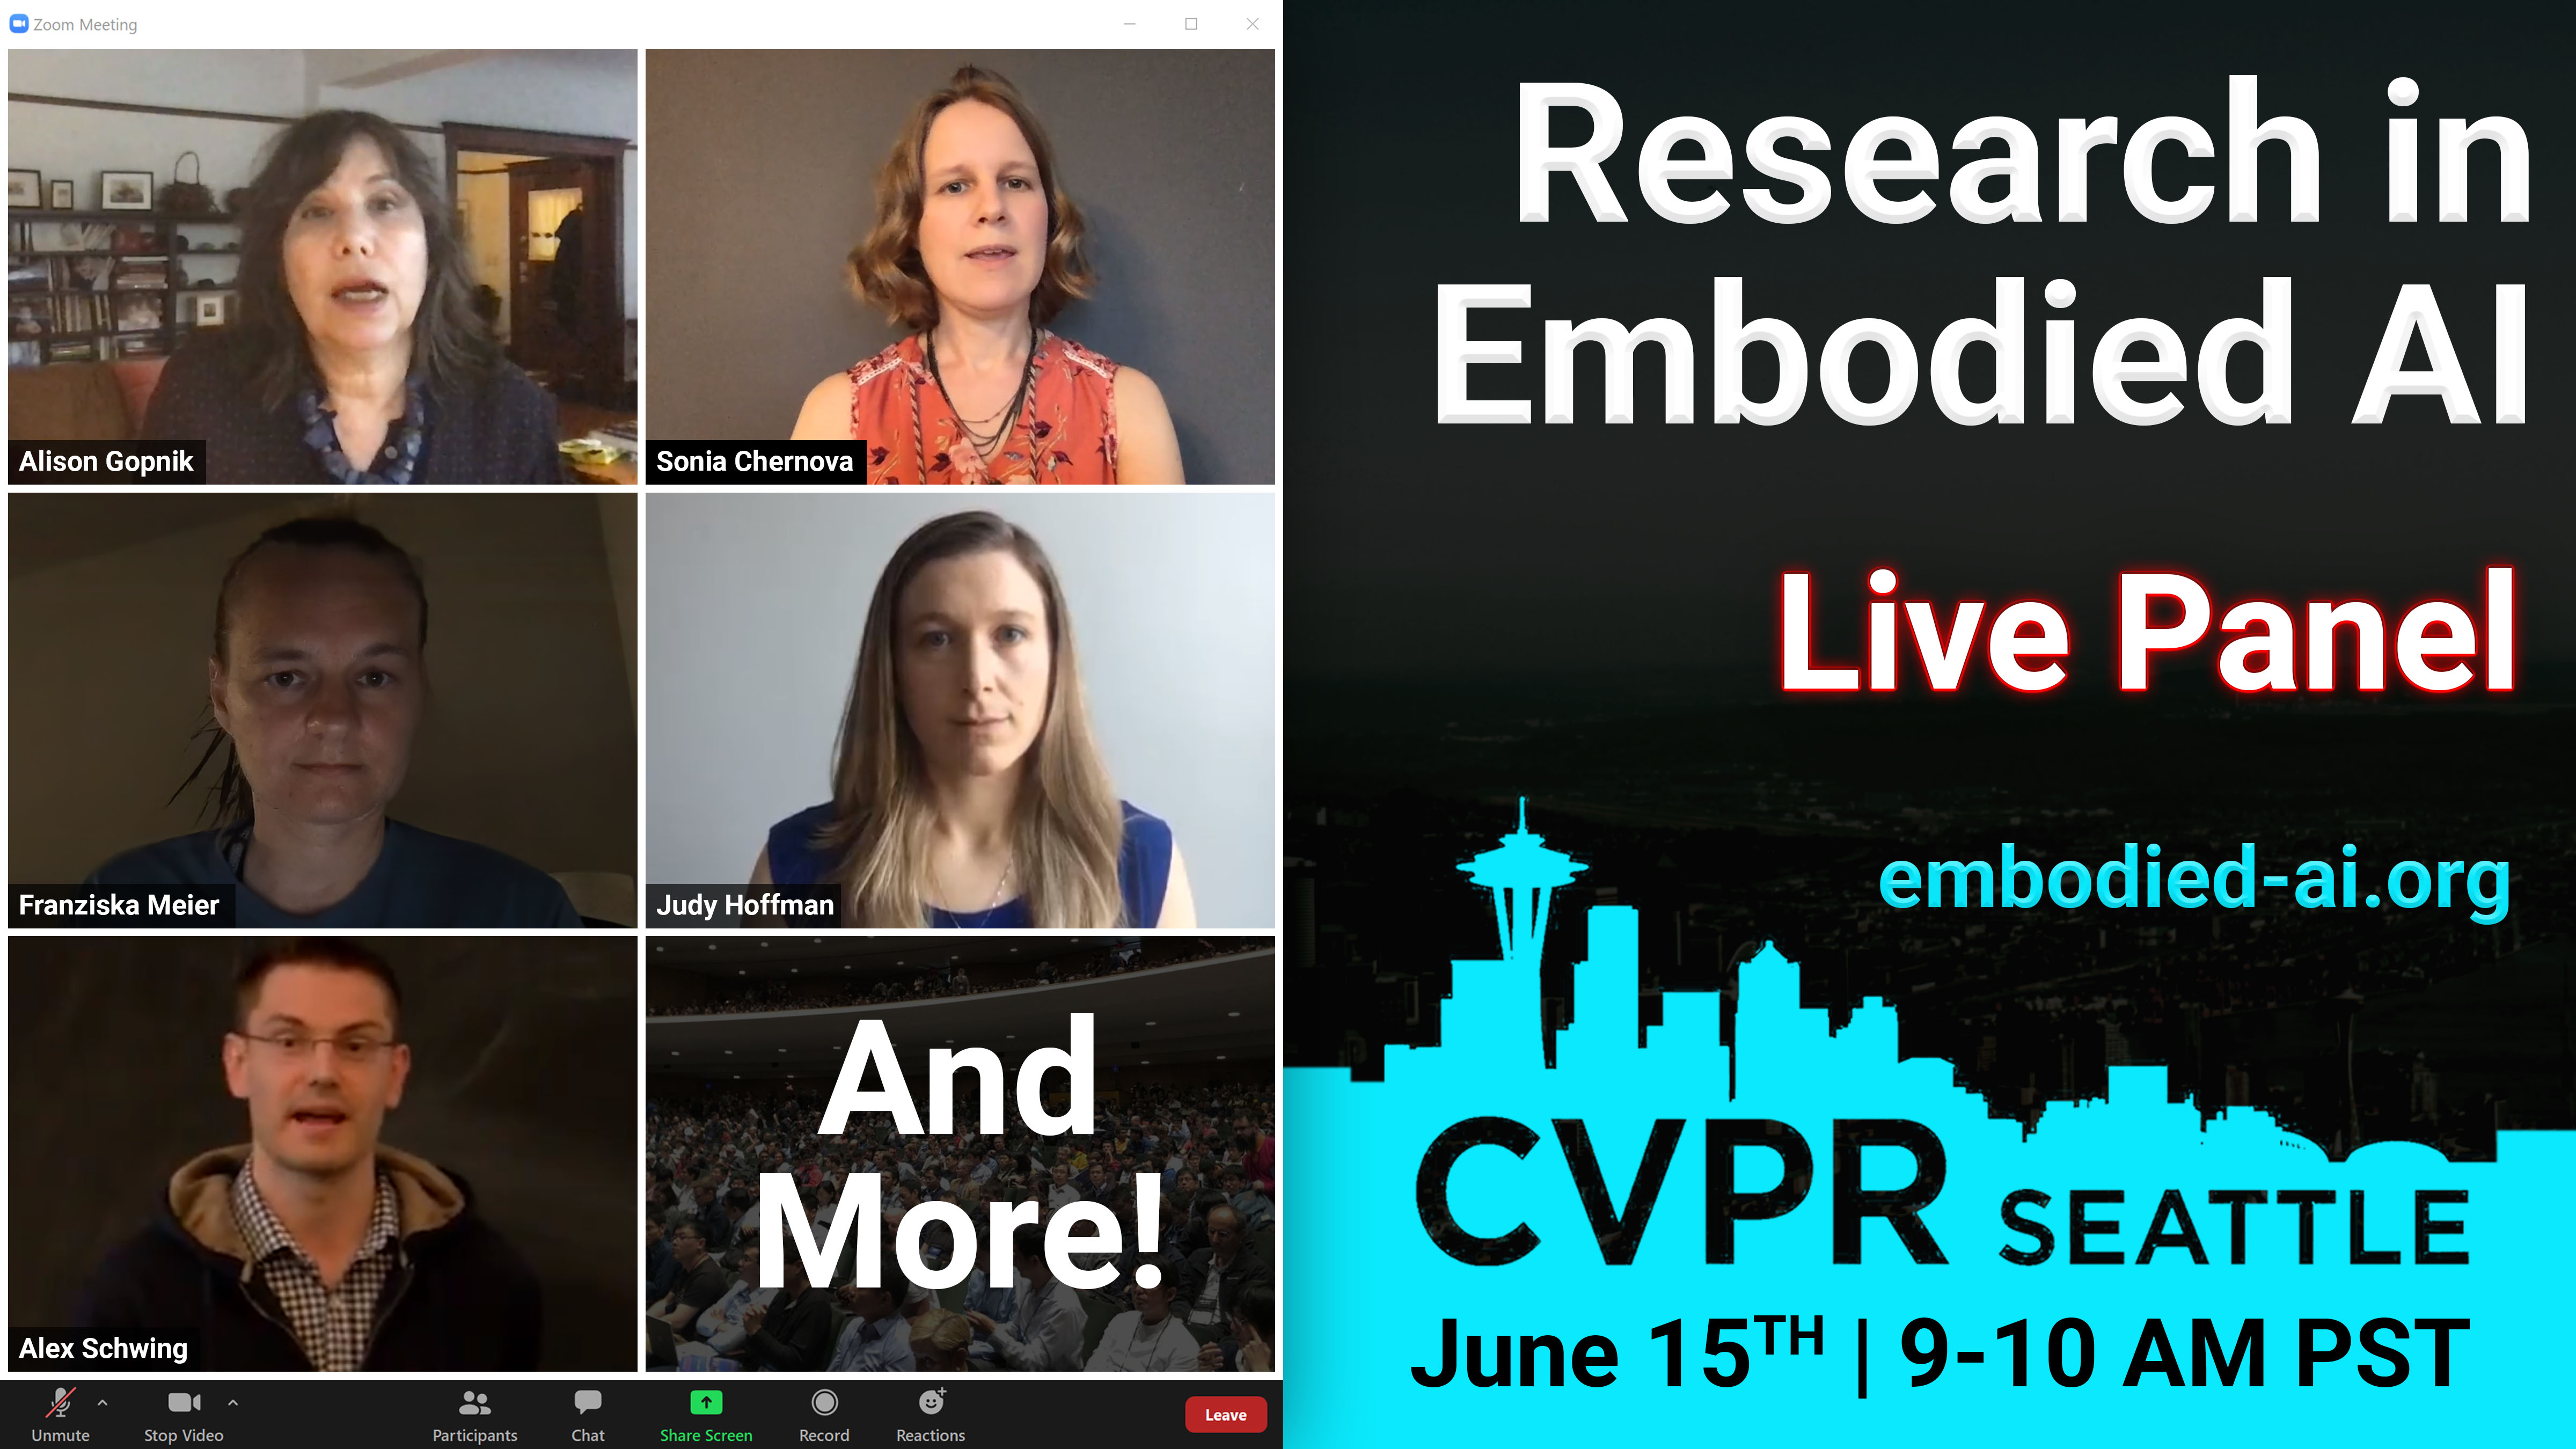 Zoom Meeting
Alison Gopnik
Sonia Chernova
Franziska Meier
Judy Hoffman
Alex Schwing
And
More!
Unmute
Stop Video
Participants
Chat
Share Screen
Record
Reactions
Leave
Research in
Embodied AI
Live Panel
embodied-ai.org
CVPR SEATTLE
June 15TH | 9-10 AM PST